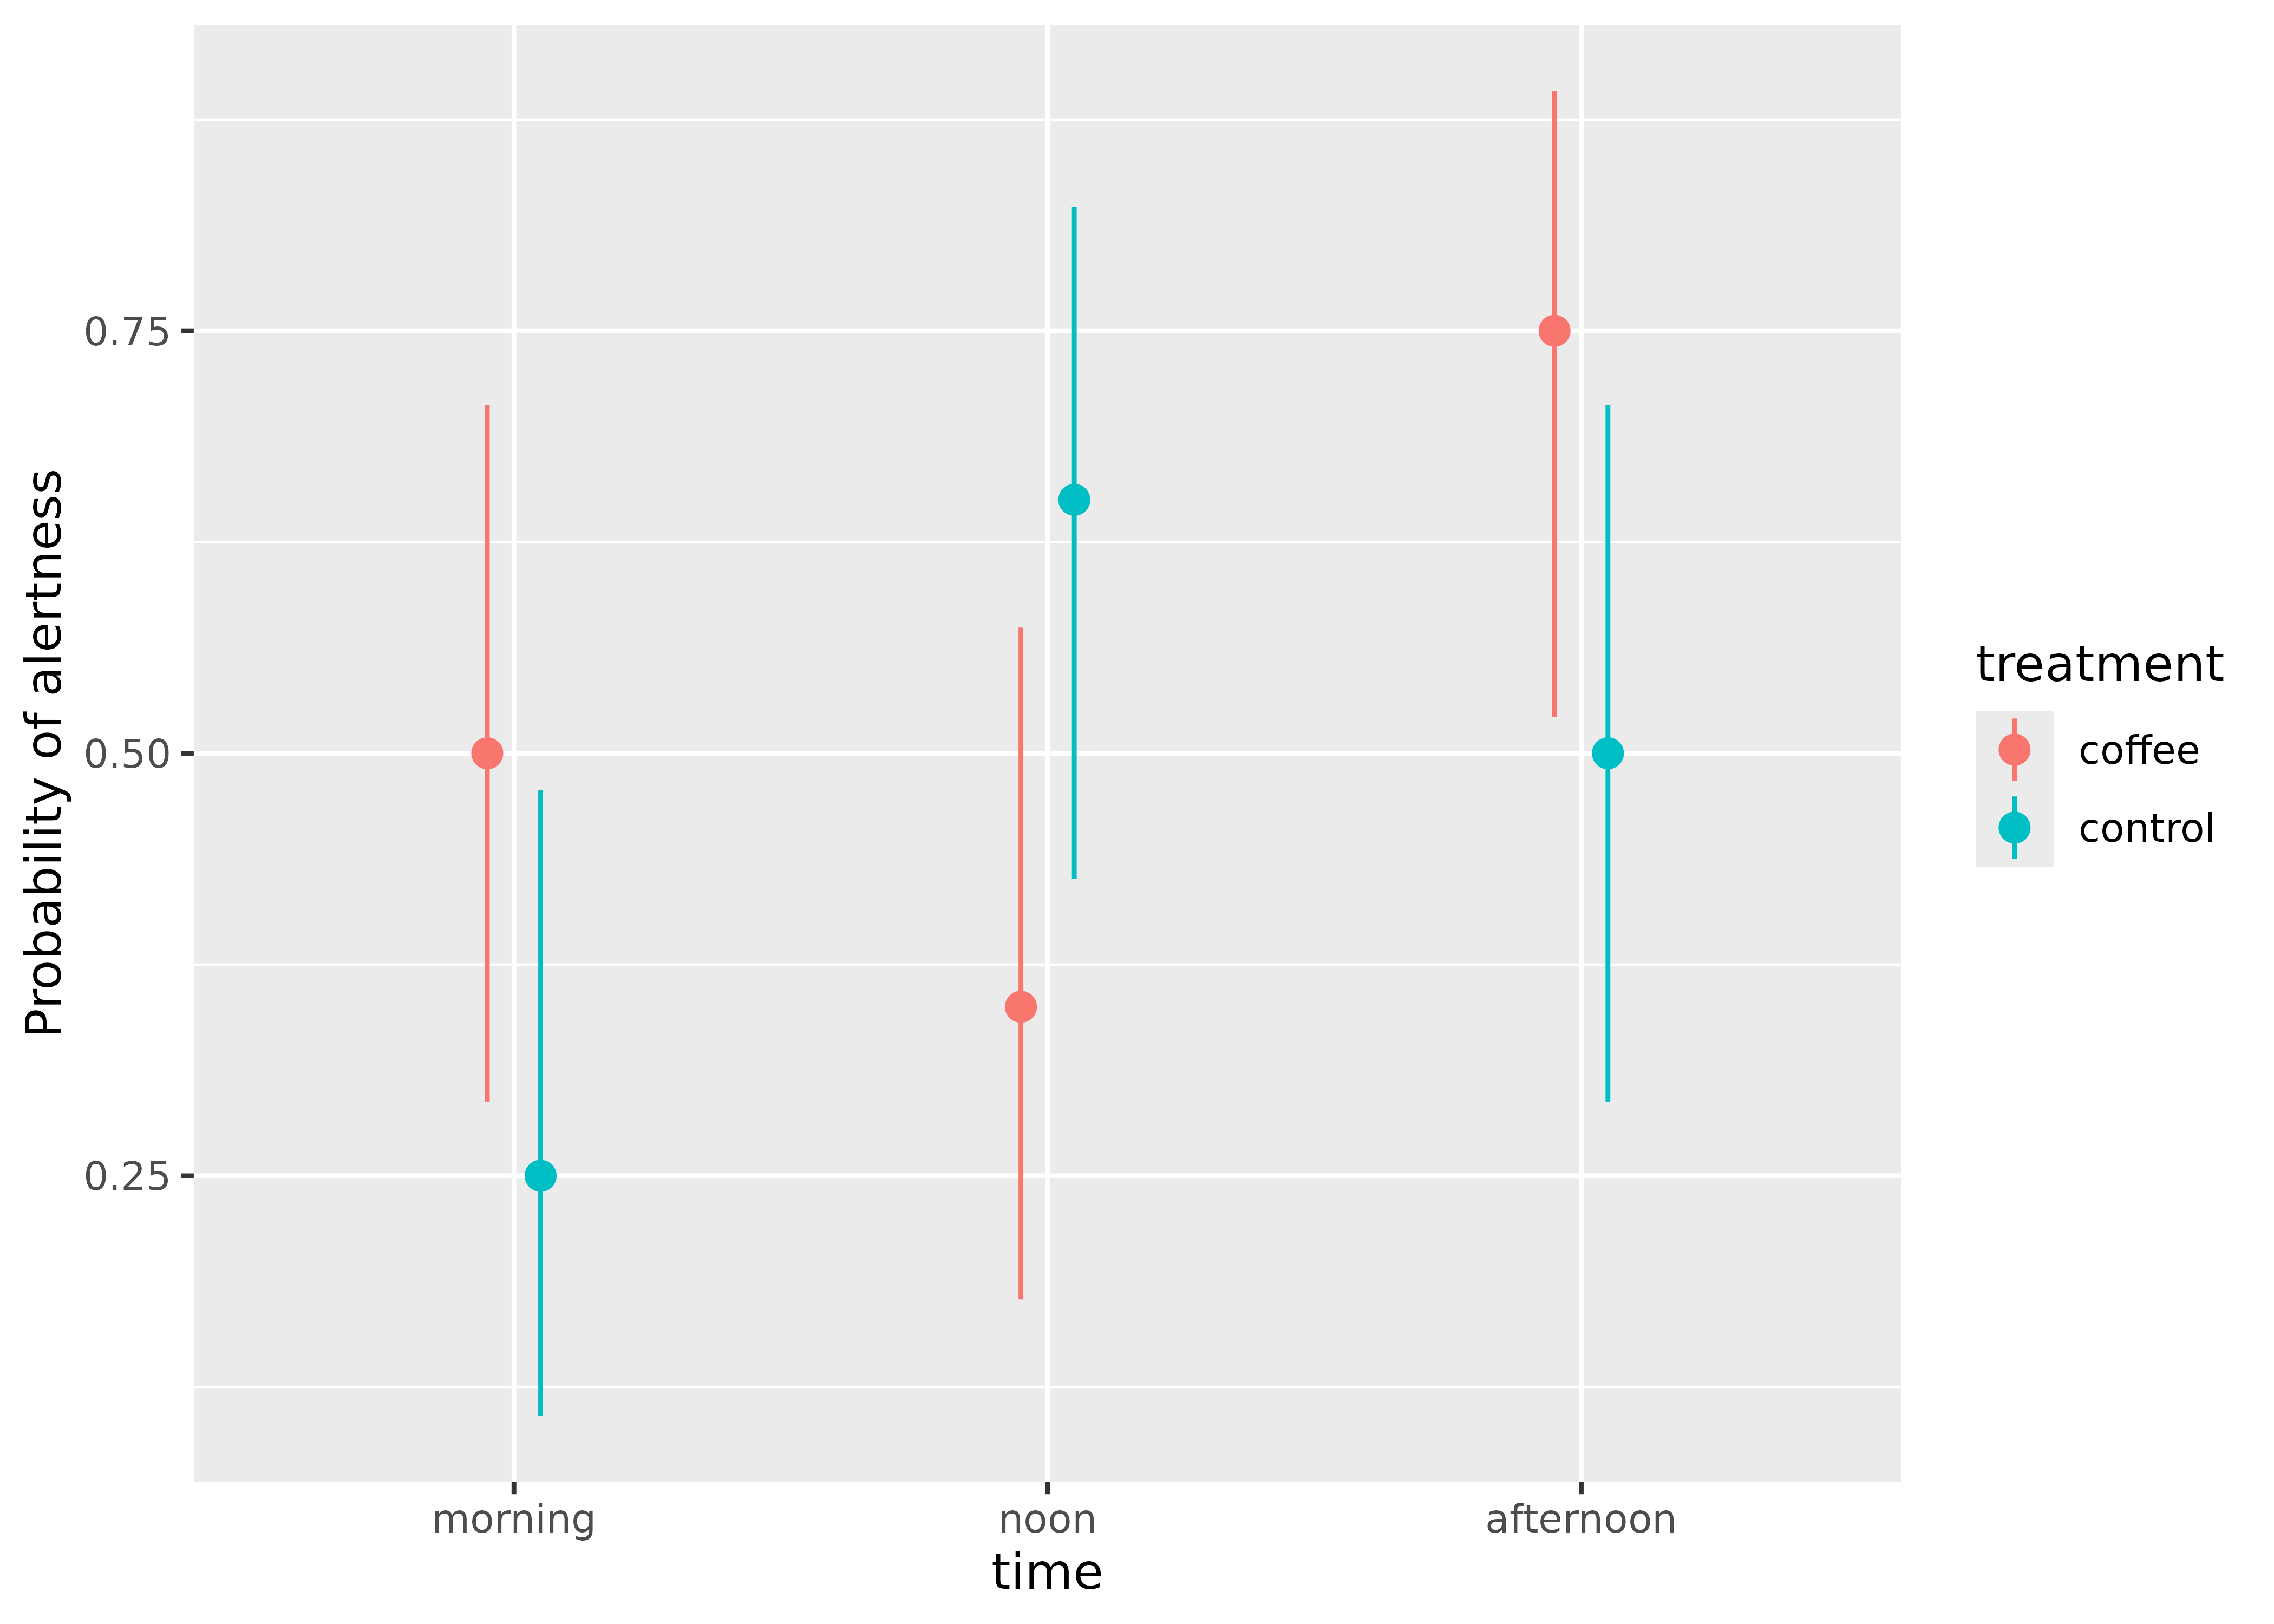 Probability of alertness
0.75
0.50
0.25
morning
noon
afternoon
time
treatment
coffee
control